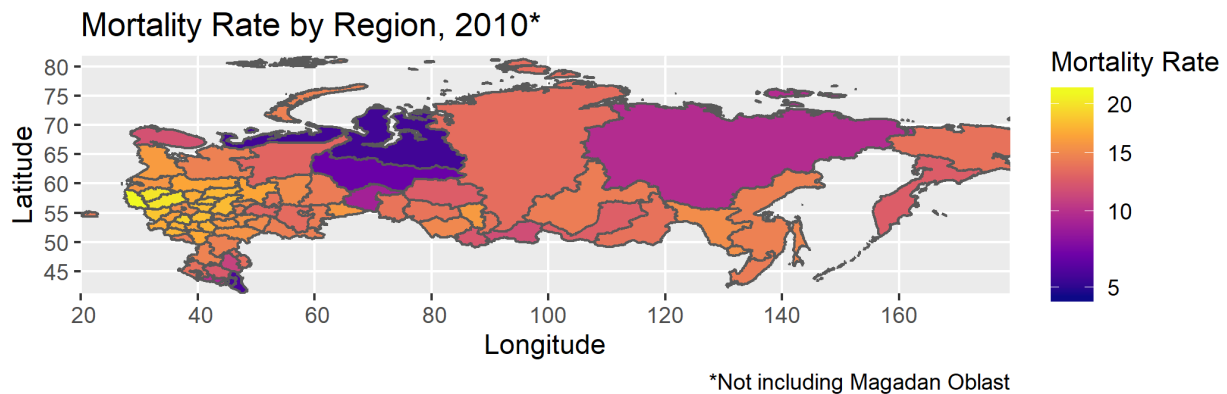 Mortality Rate by Region, 2010*
Mortality Rate
20
15
10
5
Latitude
80
75
70
65
60
55
50
45
20 40 60 80 100 120 140 160
Longitude
*Not including Magadan Oblast